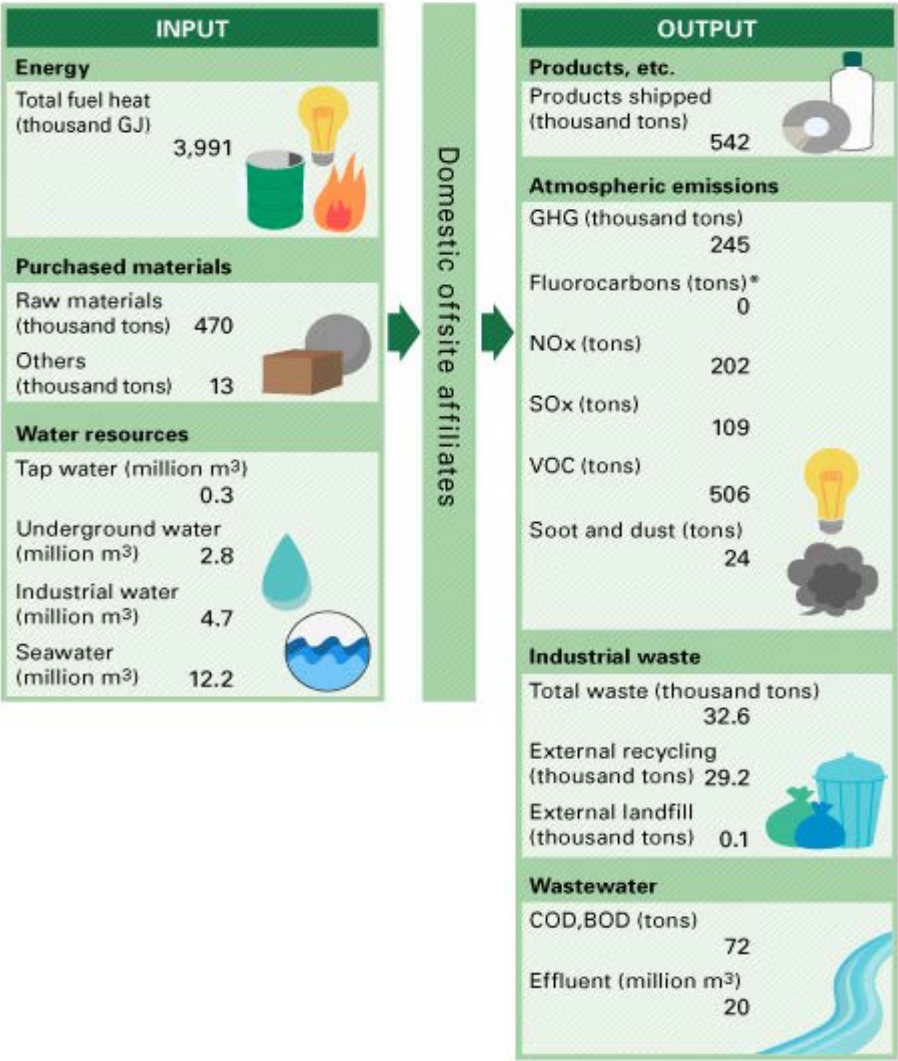 INPUT
Energy
Total fuel heat
(thousand GJ)
3,991
Purchased materials
Raw materials
(thousand tons) 470
Others
(thousand tons) 13
Water resources
Tap water (million m³)
0.3
Underground water
(million m³) 2.8
Industrial water
(million m³) 4.7
Seawater
(million m³) 12.2
Domestic offsite affiliates
OUTPUT
Products, etc.
Products shipped
(thousand tons)
542
Atmospheric emissions
GHG (thousand tons)
245
Fluorocarbons (tons)*
0
NOx (tons)
202
SOx (tons)
109
VOC (tons)
506
Soot and dust (tons)
24
Industrial waste
Total waste (thousand tons)
32.6
External recycling
(thousand tons) 29.2
External landfill
(thousand tons) 0.1
Wastewater
COD,BOD (tons)
72
Effluent (million m³)
20